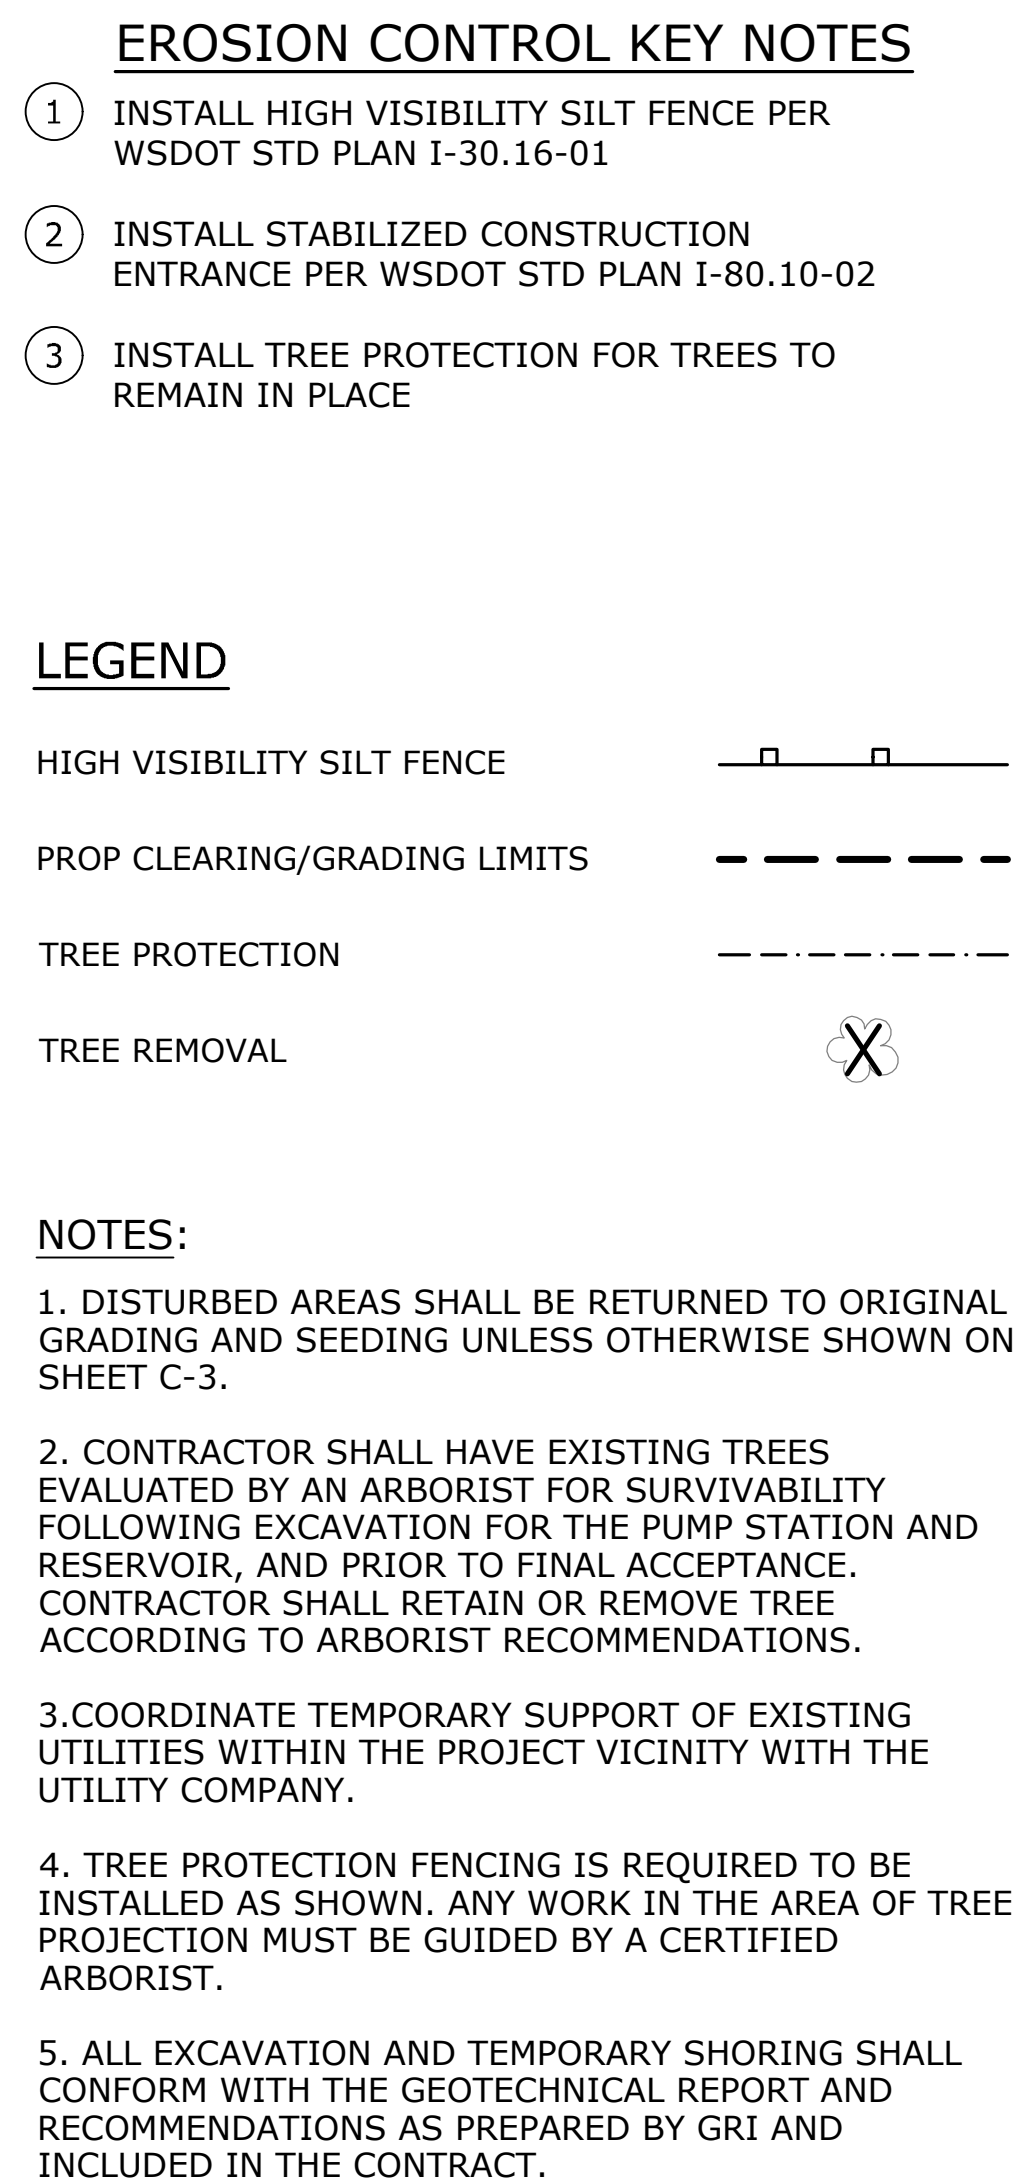 EROSION CONTROL KEY NOTES
1 INSTALL HIGH VISIBILITY SILT FENCE PER
WSDOT STD PLAN I-30.16-01
2 INSTALL STABILIZED CONSTRUCTION
ENTRANCE PER WSDOT STD PLAN I-80.10-02
3 INSTALL TREE PROTECTION FOR TREES TO
REMAIN IN PLACE
LEGEND
HIGH VISIBILITY SILT FENCE
PROP CLEARING/GRADING LIMITS
TREE PROTECTION
TREE REMOVAL
NOTES:
1. DISTURBED AREAS SHALL BE RETURNED TO ORIGINAL
GRADING AND SEEDING UNLESS OTHERWISE SHOWN ON
SHEET C-3.
2. CONTRACTOR SHALL HAVE EXISTING TREES
EVALUATED BY AN ARBORIST FOR SURVIVABILITY
FOLLOWING EXCAVATION FOR THE PUMP STATION AND
RESERVOIR, AND PRIOR TO FINAL ACCEPTANCE.
CONTRACTOR SHALL RETAIN OR REMOVE TREE
ACCORDING TO ARBORIST RECOMMENDATIONS.
3.COORDINATE TEMPORARY SUPPORT OF EXISTING
UTILITIES WITHIN THE PROJECT VICINITY WITH THE
UTILITY COMPANY.
4. TREE PROTECTION FENCING IS REQUIRED TO BE
INSTALLED AS SHOWN. ANY WORK IN THE AREA OF TREE
PROJECTION MUST BE GUIDED BY A CERTIFIED
ARBORIST.
5. ALL EXCAVATION AND TEMPORARY SHORING SHALL
CONFORM WITH THE GEOTECHNICAL REPORT AND
RECOMMENDATIONS AS PREPARED BY GRI AND
INCLUDED IN THE CONTRACT.